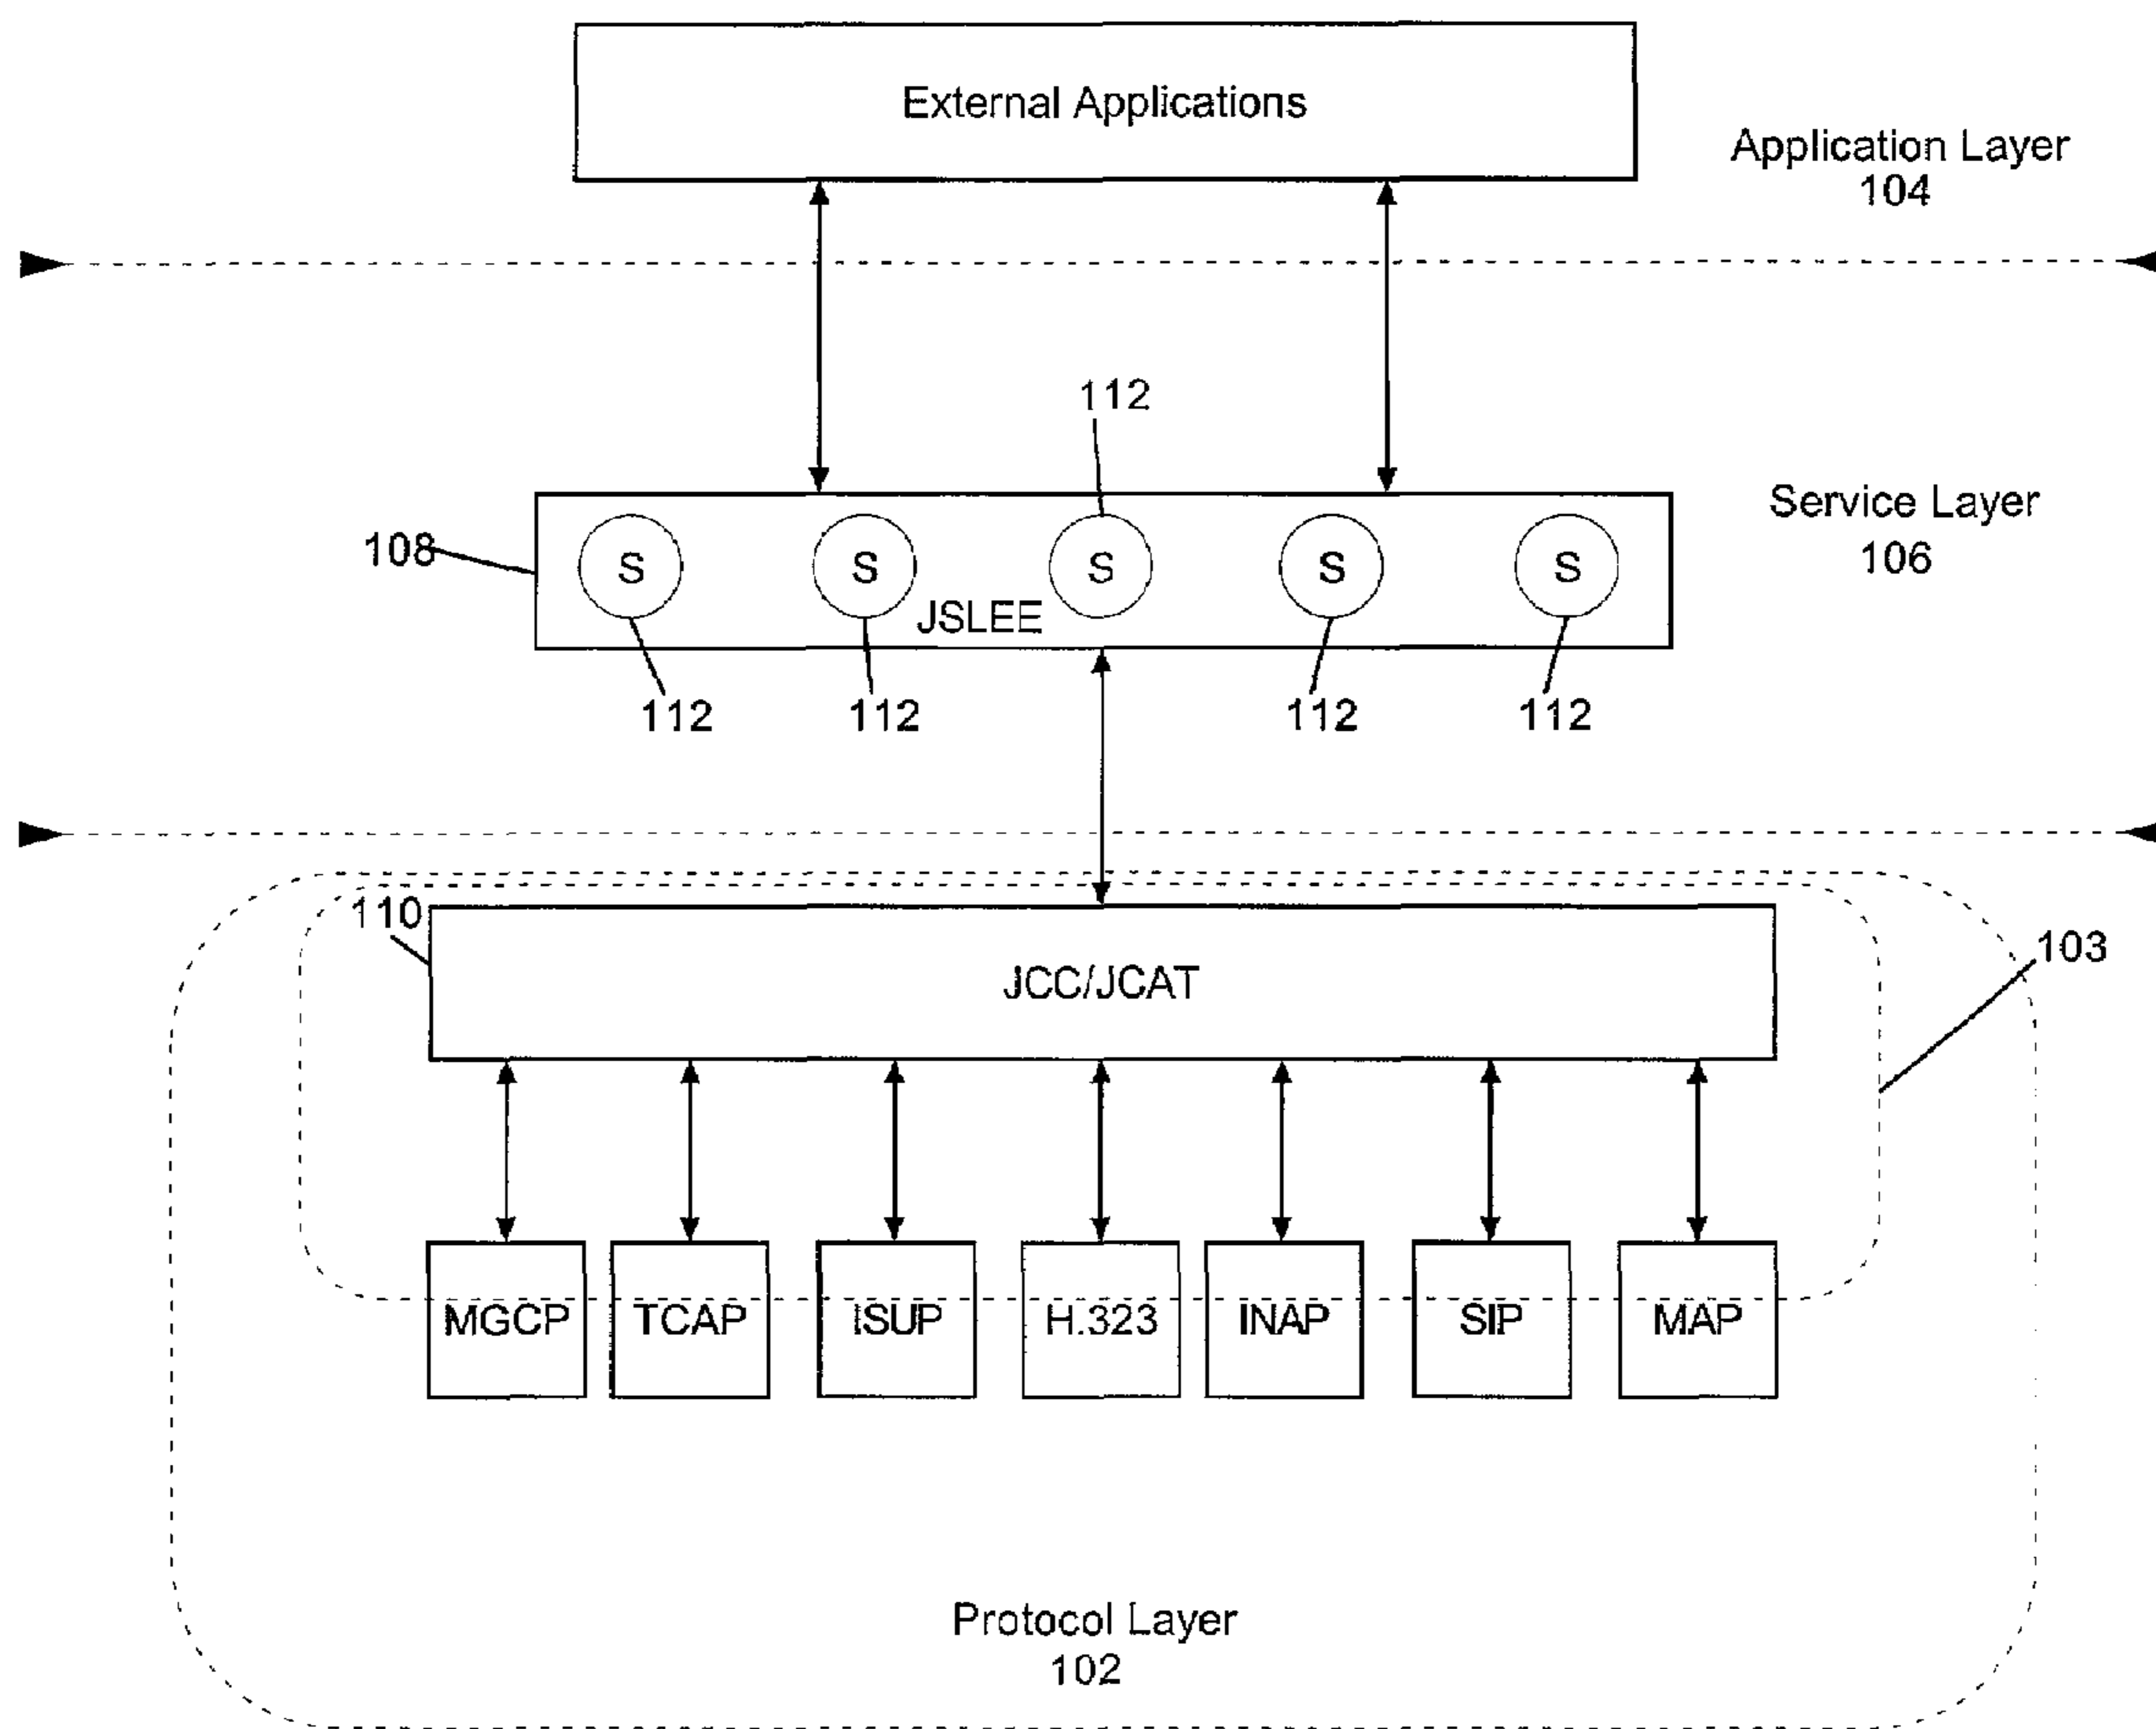 External Applications
Application Layer
104
112
Service Layer
106
108
S S S S S
JSLEE
112 112 112 112
110
103
JCC/JCAT
MGCP TCAP ISUP H.323 INAP SIP MAP
Protocol Layer
102